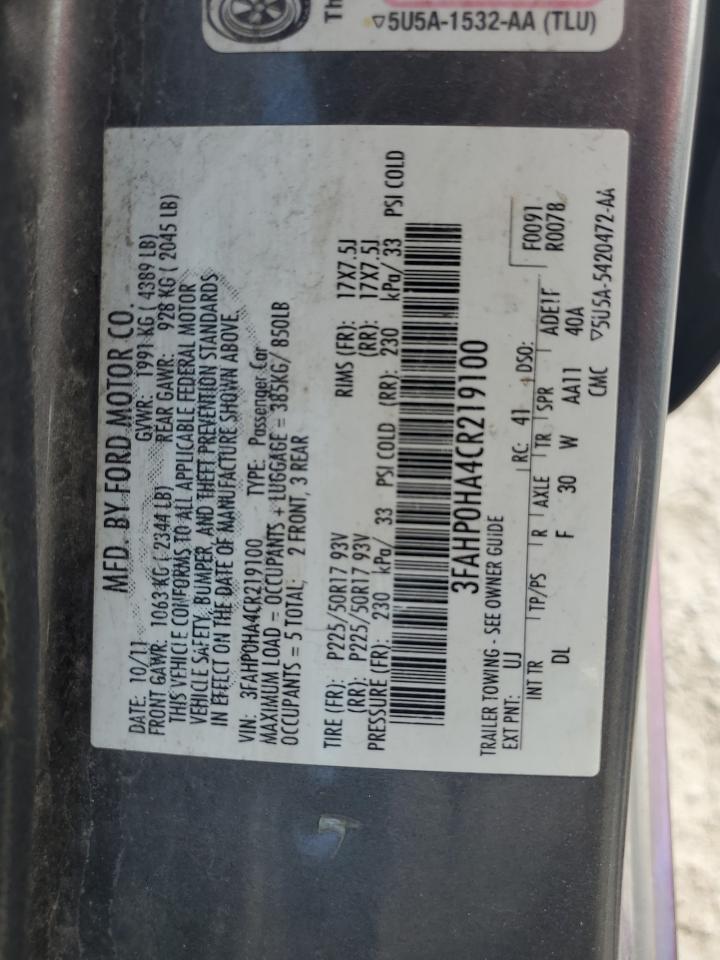 Th
▽5U5A-1532-AA (TLU)
MFD. BY FORD MOTOR CO.
DATE: 10/11 GVWR: 1991 KG ( 4389 LB)
FRONT GAWR: 1063 KG ( 2344 LB) REAR GAWR: 928 KG ( 2045 LB)
THIS VEHICLE CONFORMS TO ALL APPLICABLE FEDERAL MOTOR
VEHICLE SAFETY, BUMPER, AND THEFT PREVENTION STANDARDS
IN EFFECT ON THE DATE OF MANUFACTURE SHOWN ABOVE.
VIN: 3FAHP0HA4CR219100 TYPE: Passenger Car
MAXIMUM LOAD = OCCUPANTS + LUGGAGE = 385KG/ 850LB
OCCUPANTS = 5 TOTAL; 2 FRONT, 3 REAR
TIRE (FR): P225/50R17 93V RIMS (FR): 17X7.5J
(RR): P225/50R17 93V (RR): 17X7.5J
PRESSURE (FR): 230 kPa/ 33 PSI COLD (RR): 230 kPa/ 33 PSI COLD
3FAHP0HA4CR219100
TRAILER TOWING - SEE OWNER GUIDE
EXT PNT: UJ RC: 41 DSO: F0091
R0078
INT TR TP/PS R AXLE TR SPR ADE1F
DL F 30 W AA11 40A
CMC ▽5U5A-5420472-AA